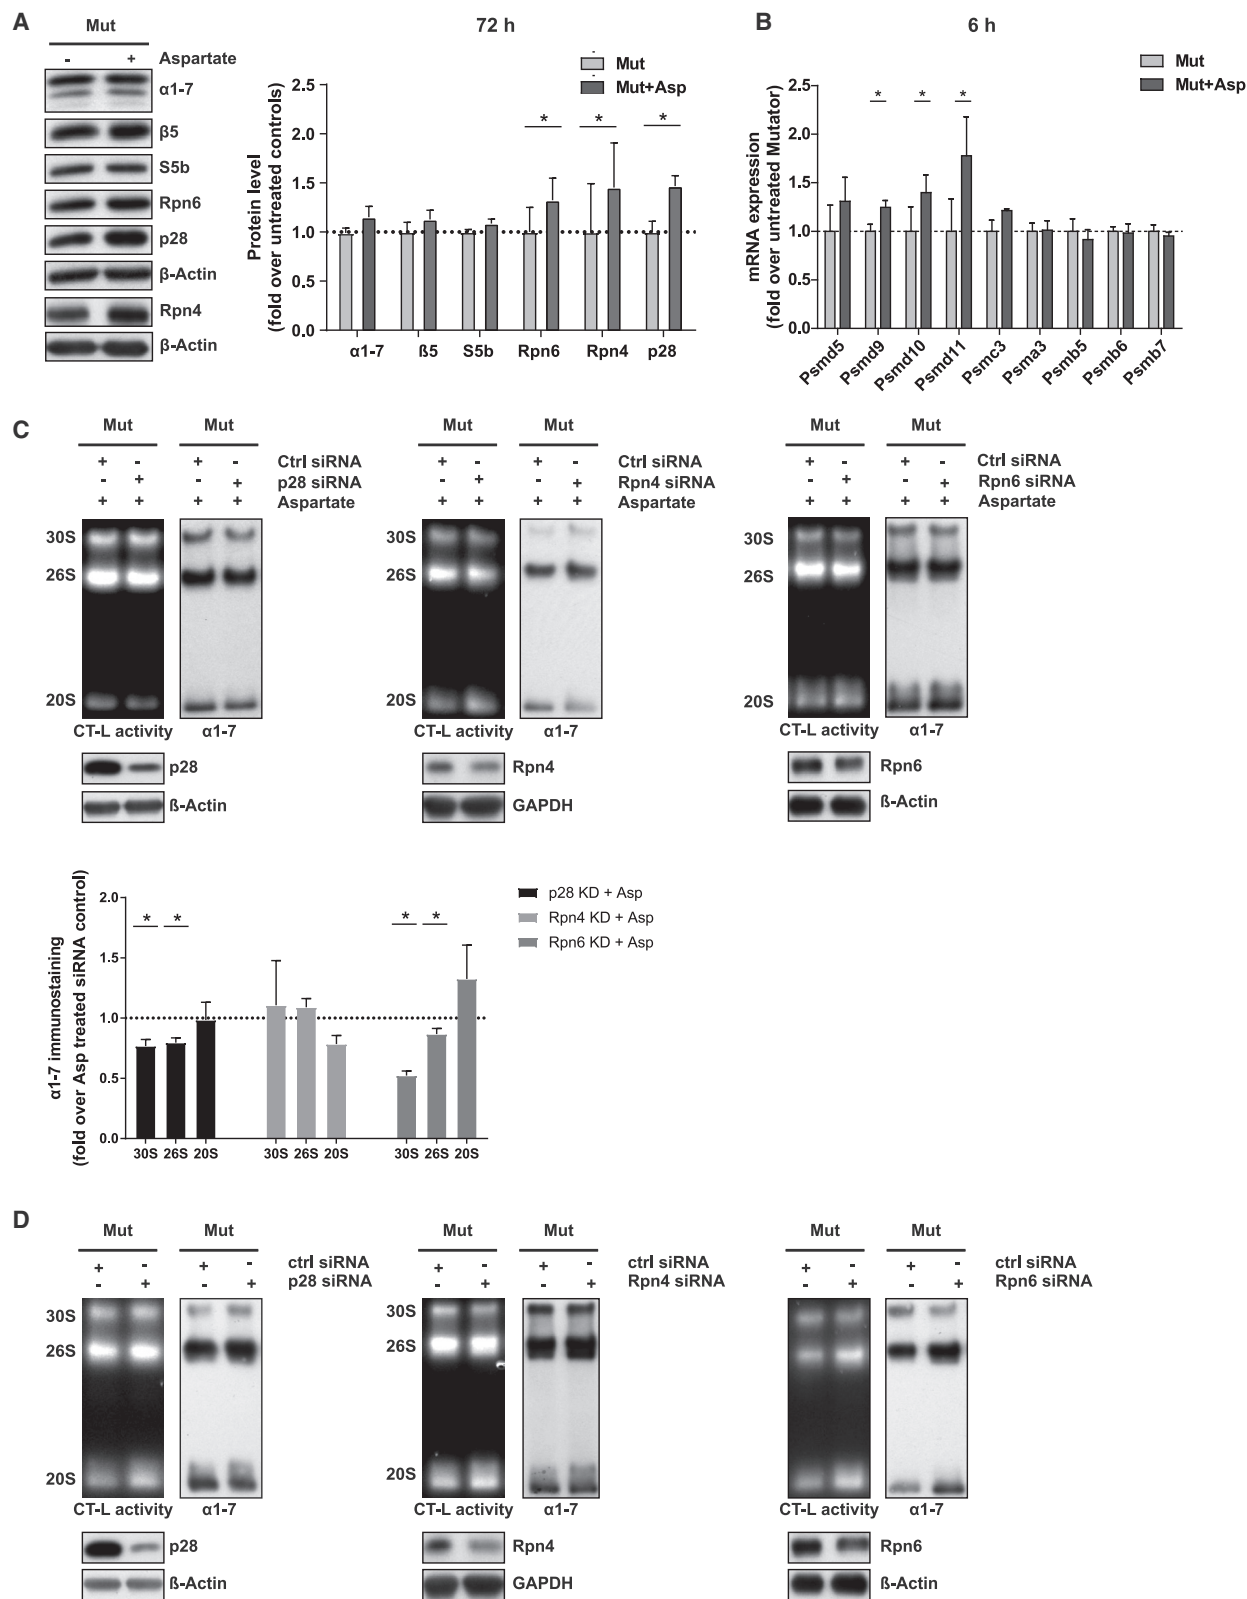 A
Mut
- + Aspartate
α1-7
ß5
S5b
Rpn6
p28
ß-Actin
Rpn4
β-Actin
72 h
Mut
Mut+Asp
Protein level
(fold over untreated controls)
2.5
2.0
1.5
1.0
0.5
0.0
* * *
α1-7 ß5 S5b Rpn6 Rpn4 p28
B
6 h
Mut
Mut+Asp
mRNA expression
(fold over untreated Mutator)
2.5
2.0
1.5
1.0
0.5
0.0
* * *
Psmd5 Psmd9 Psmd10 Psmd11 Psmc3 Psma3 Psmb5 Psmb6 Psmb7
C
Mut Mut
+ - + - Ctrl siRNA
- + - + p28 siRNA
+ + + + Aspartate
30S
26S
20S
CT-L activity α1-7
p28
ß-Actin
Mut Mut
+ - + - Ctrl siRNA
- + - + Rpn4 siRNA
+ + + + Aspartate
30S
26S
20S
CT-L activity α1-7
Rpn4
GAPDH
Mut Mut
+ - + - Ctrl siRNA
- + - + Rpn6 siRNA
+ + + + Aspartate
30S
26S
20S
CT-L activity α1-7
Rpn6
ß-Actin
α1-7 immunostaining
(fold over Asp treated siRNA control)
2.0
1.5
1.0
0.5
0.0
* * * *
30S 26S 20S 30S 26S 20S 30S 26S 20S
p28 KD + Asp
Rpn4 KD + Asp
Rpn6 KD + Asp
D
Mut Mut
+ - + - ctrl siRNA
- + - + p28 siRNA
30S
26S
20S
CT-L activity α1-7
p28
ß-Actin
Mut Mut
+ - + - ctrl siRNA
- + - + Rpn4 siRNA
30S
26S
20S
CT-L activity α1-7
Rpn4
GAPDH
Mut Mut
+ - + - ctrl siRNA
- + - + Rpn6 siRNA
30S
26S
20S
CT-L activity α1-7
Rpn6
ß-Actin